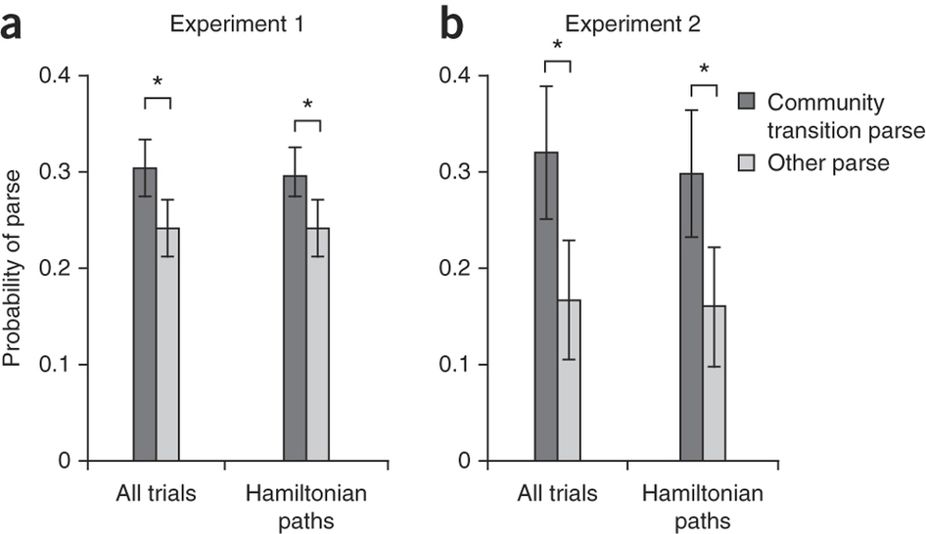 a
Experiment 1
Probability of parse
0.4
0.3
0.2
0.1
0
*
*
All trials
Hamiltonian
paths
b
Experiment 2
0.4
0.3
0.2
0.1
0
*
*
All trials
Hamiltonian
paths
Community
transition parse
Other parse